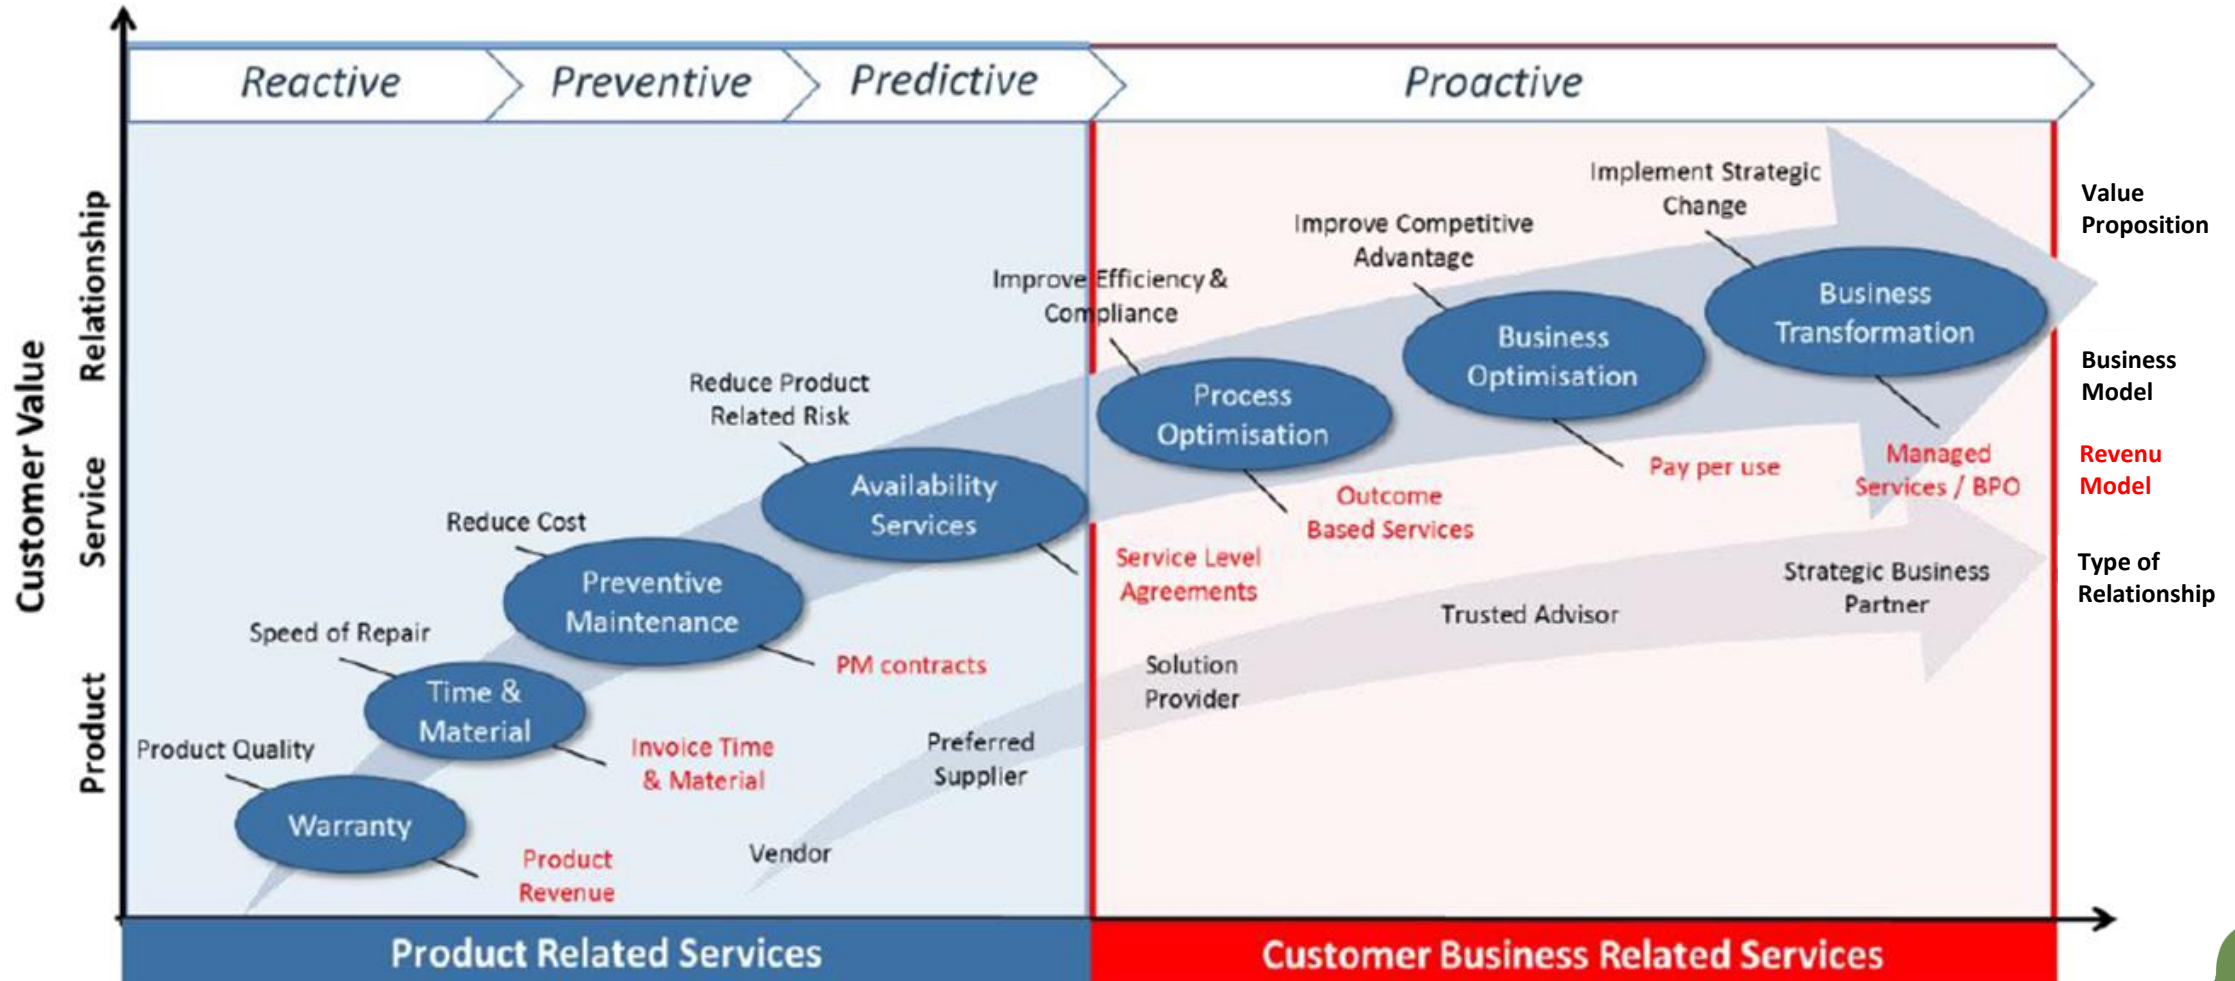 Reactive
Preventive
Predictive
Proactive
Customer Value
Relationship
Service
Product
Implement Strategic
Change
Improve Competitive
Advantage
Improve Efficiency &
Compliance
Reduce Product
Related Risk
Reduce Cost
Speed of Repair
Product Quality
Business
Transformation
Business
Optimisation
Process
Optimisation
Availability
Services
Preventive
Maintenance
Time &
Material
Warranty
Managed
Services / BPO
Pay per use
Outcome
Based Services
Service Level
Agreements
PM contracts
Invoice Time
& Material
Product
Revenue
Vendor
Preferred
Supplier
Solution
Provider
Trusted Advisor
Strategic Business
Partner
Value
Proposition
Business
Model
Revenu
Model
Type of
Relationship
Product Related Services
Customer Business Related Services